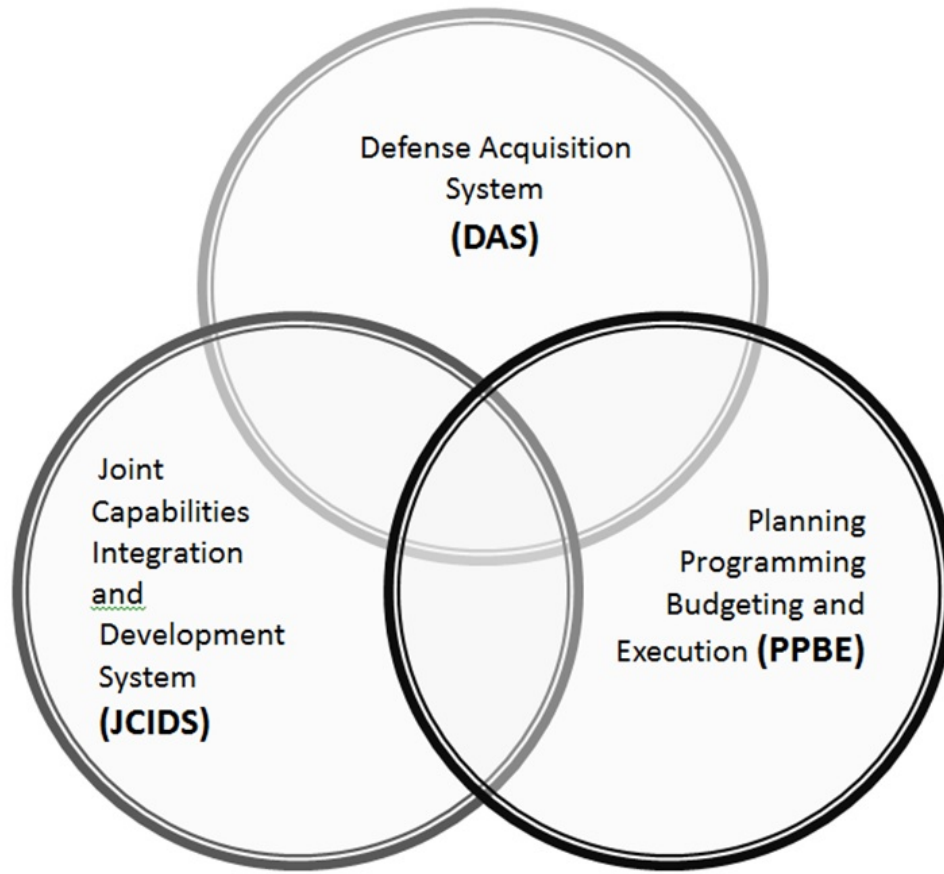 Defense Acquisition
System
(DAS)
Joint
Capabilities
Integration
and
Development
System
(JCIDS)
Planning
Programming
Budgeting and
Execution (PPBE)